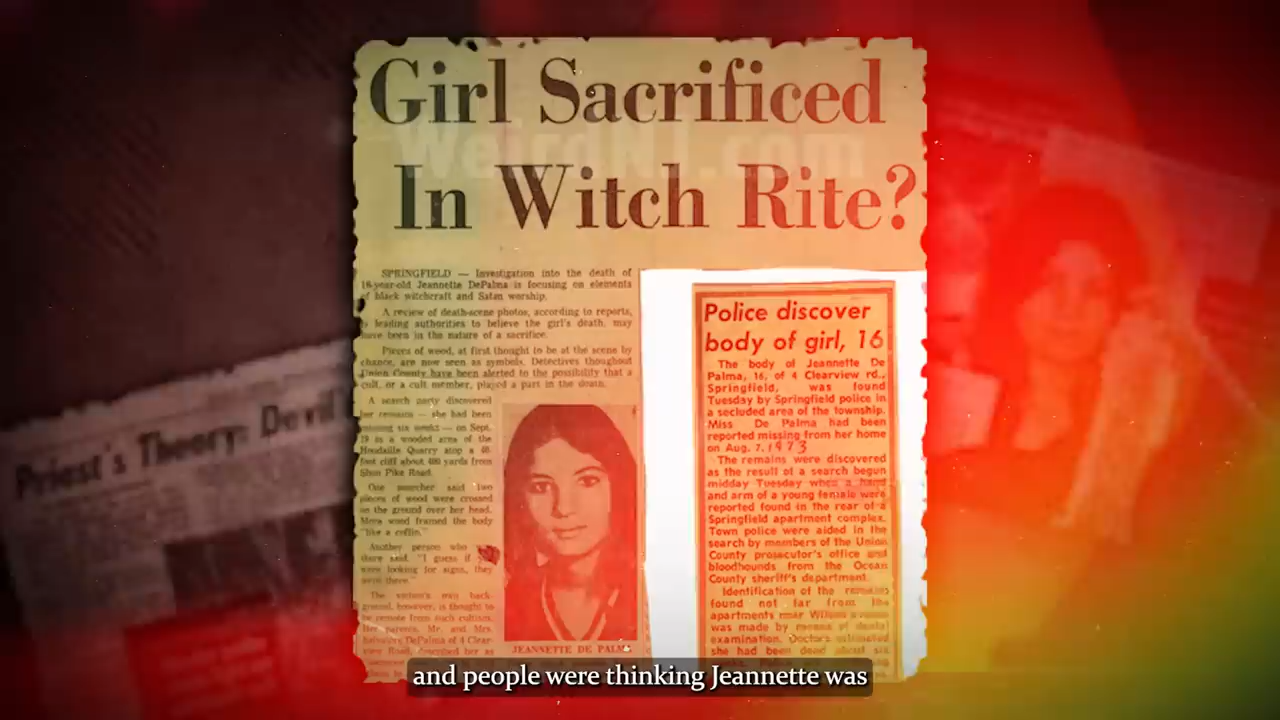 Girl Sacrificed
In Witch Rite?
WeirdNJ.com
SPRINGFIELD — Investigation into the death of
16-year-old Jeannette DePalma is focusing on elements
of black witchcraft and Satan worship.
A review of death-scene photos, according to reports,
is leading authorities to believe the girl's death, may
have been in the nature of a sacrifice.
Pieces of wood, at first thought to be at the scene by
chance, are now seen as symbols. Detectives thoughout
Union County have been alerted to the possibility that a
cult, or a cult member, played a part in the death.
A search party discovered
her remains — she had been
missing six weeks — on Sept.
19 in a wooded area of the
Houdaille Quarry atop a 40-
foot cliff about 400 yards from
Shun Pike Road.
One searcher said two
pieces of wood were crossed
on the ground over her head.
More wood framed the body
"like a coffin."
Another person who
there said. "I guess if
were looking for signs, they
were there."
The victim's own back-
ground, however, is thought to
be remote from such cultism.
Her parents, Mr. and Mrs.
Salvatore DePalma of 4 Clear-
view Road, described her as
JEANNETTE DE PALMA
Police discover
body of girl, 16
The body of Jeannette De
Palma, 16, of 4 Clearview rd.,
Springfield, was found
Tuesday by Springfield police in
a secluded area of the township.
Miss De Palma had been
reported missing from her home
on Aug. 7. 1973
The remains were discovered
as the result of a search begun
midday Tuesday when a hand
and arm of a young female were
reported found in the rear of a
Springfield apartment complex.
Town police were aided in the
search by members of the Union
County prosecutor's office and
bloodhounds from the Ocean
County sheriff's department.
Identification of the remains
found not far from the
apartments near Wilson avenue
was made by means of dental
examination. Doctors estimated
she had been dead about six
Priest's Theory: Devil
and people were thinking Jeannette was